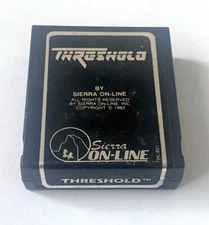 THRESHOLD
BY
SIERRA ON-LINE
ALL RIGHTS RESERVED
BY SIERRA ON-LINE, INC
COPYRIGHT © 1983
Sierra
ON-LINE
THRESHOLD™